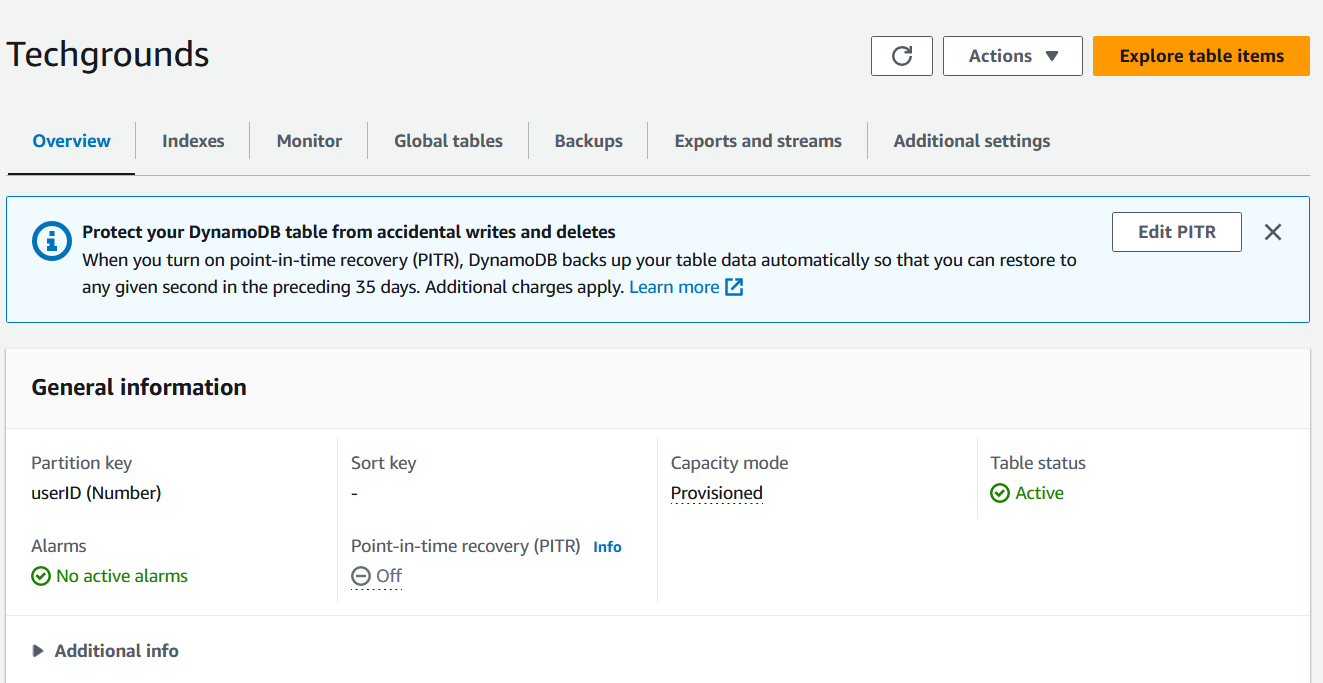 Techgrounds
Actions
Explore table items
Overview
Indexes
Monitor
Global tables
Backups
Exports and streams
Additional settings
Protect your DynamoDB table from accidental writes and deletes
When you turn on point-in-time recovery (PITR), DynamoDB backs up your table data automatically so that you can restore to
any given second in the preceding 35 days. Additional charges apply. Learn more
Edit PITR
General information
Partition key
userID (Number)
Sort key
-
Capacity mode
Provisioned
Table status
Active
Alarms
No active alarms
Point-in-time recovery (PITR) Info
Off
Additional info